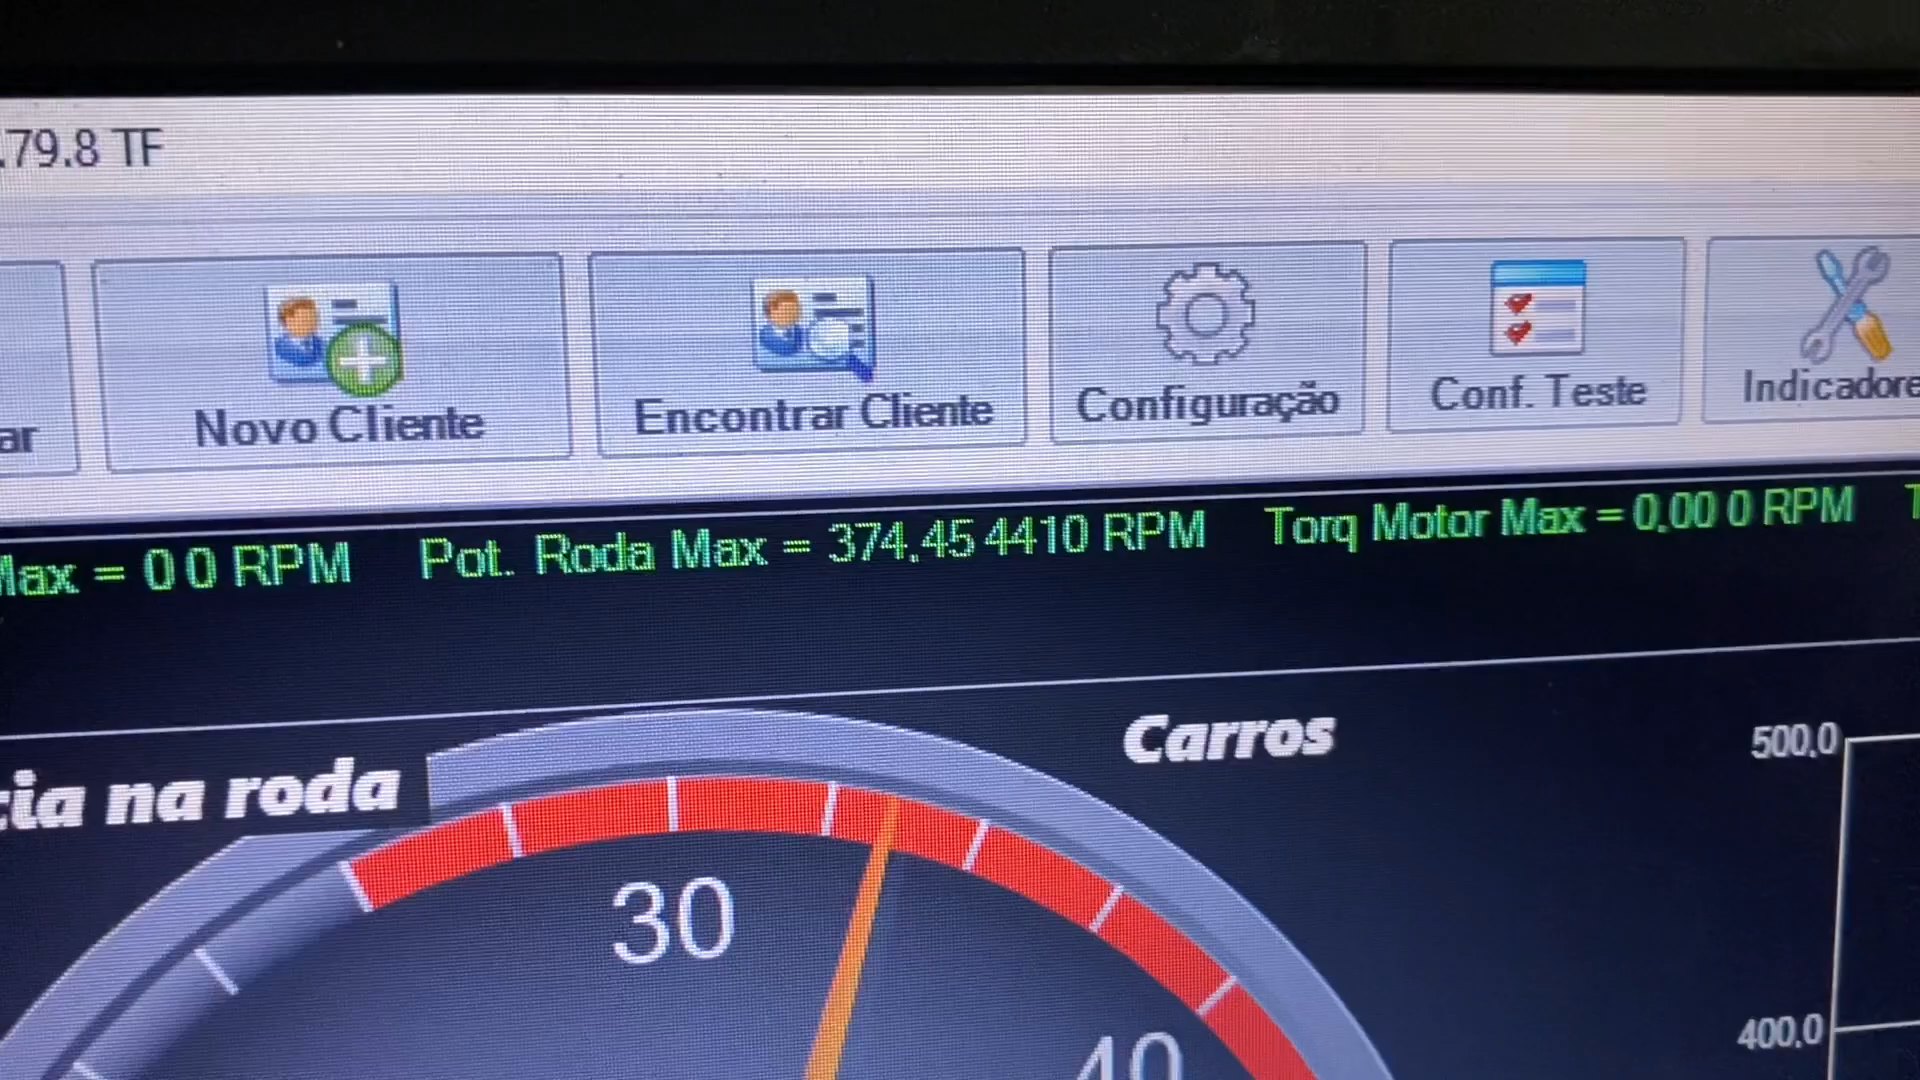 .79.8 TF
ar
Novo Cliente
Encontrar Cliente
Configuração
Conf. Teste
Indicadore
Max = 0 0 RPM Pot. Roda Max = 374,45 4410 RPM Torq Motor Max = 0,00 0 RPM T
cia na roda
Carros
500,0
30
40
400,0